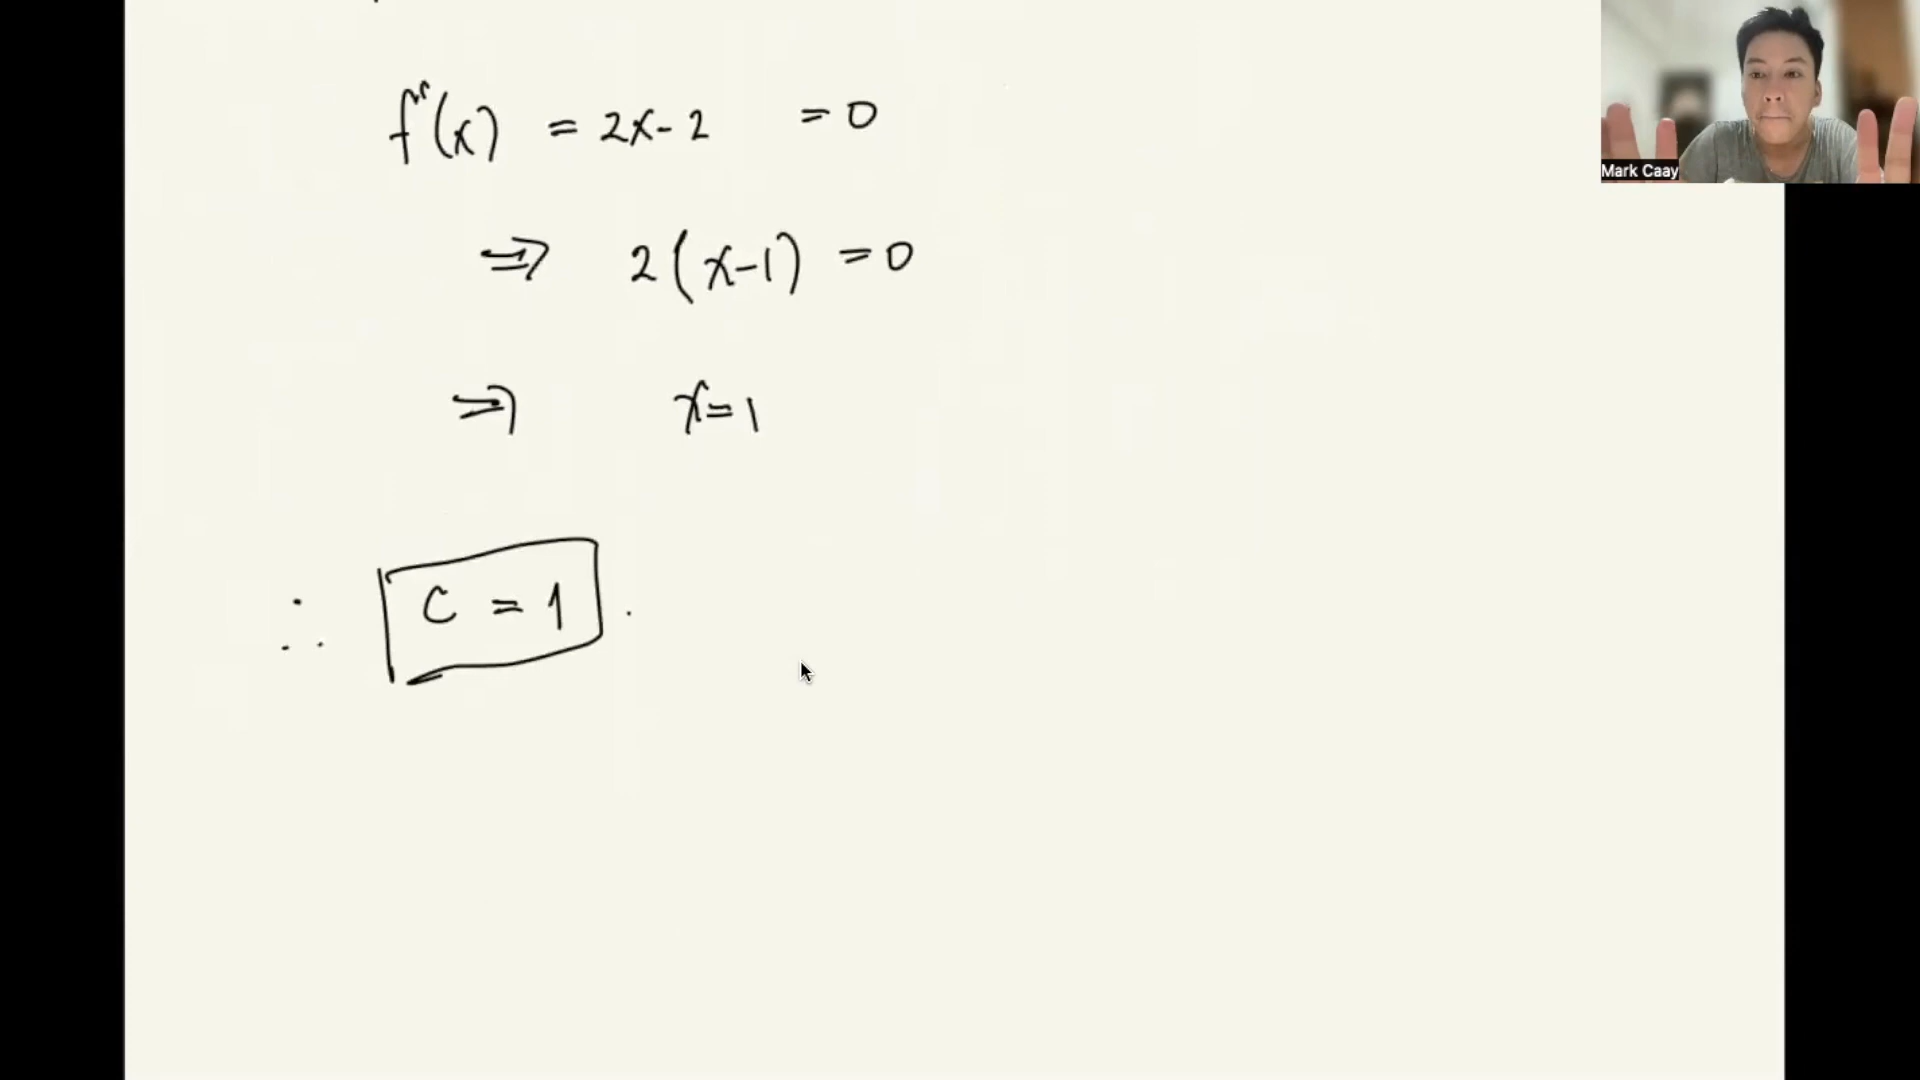 f'(x) = 2x-2 = 0
⇒ 2(x-1) = 0
⇒ x=1
∴ C = 1 .
Mark Caay